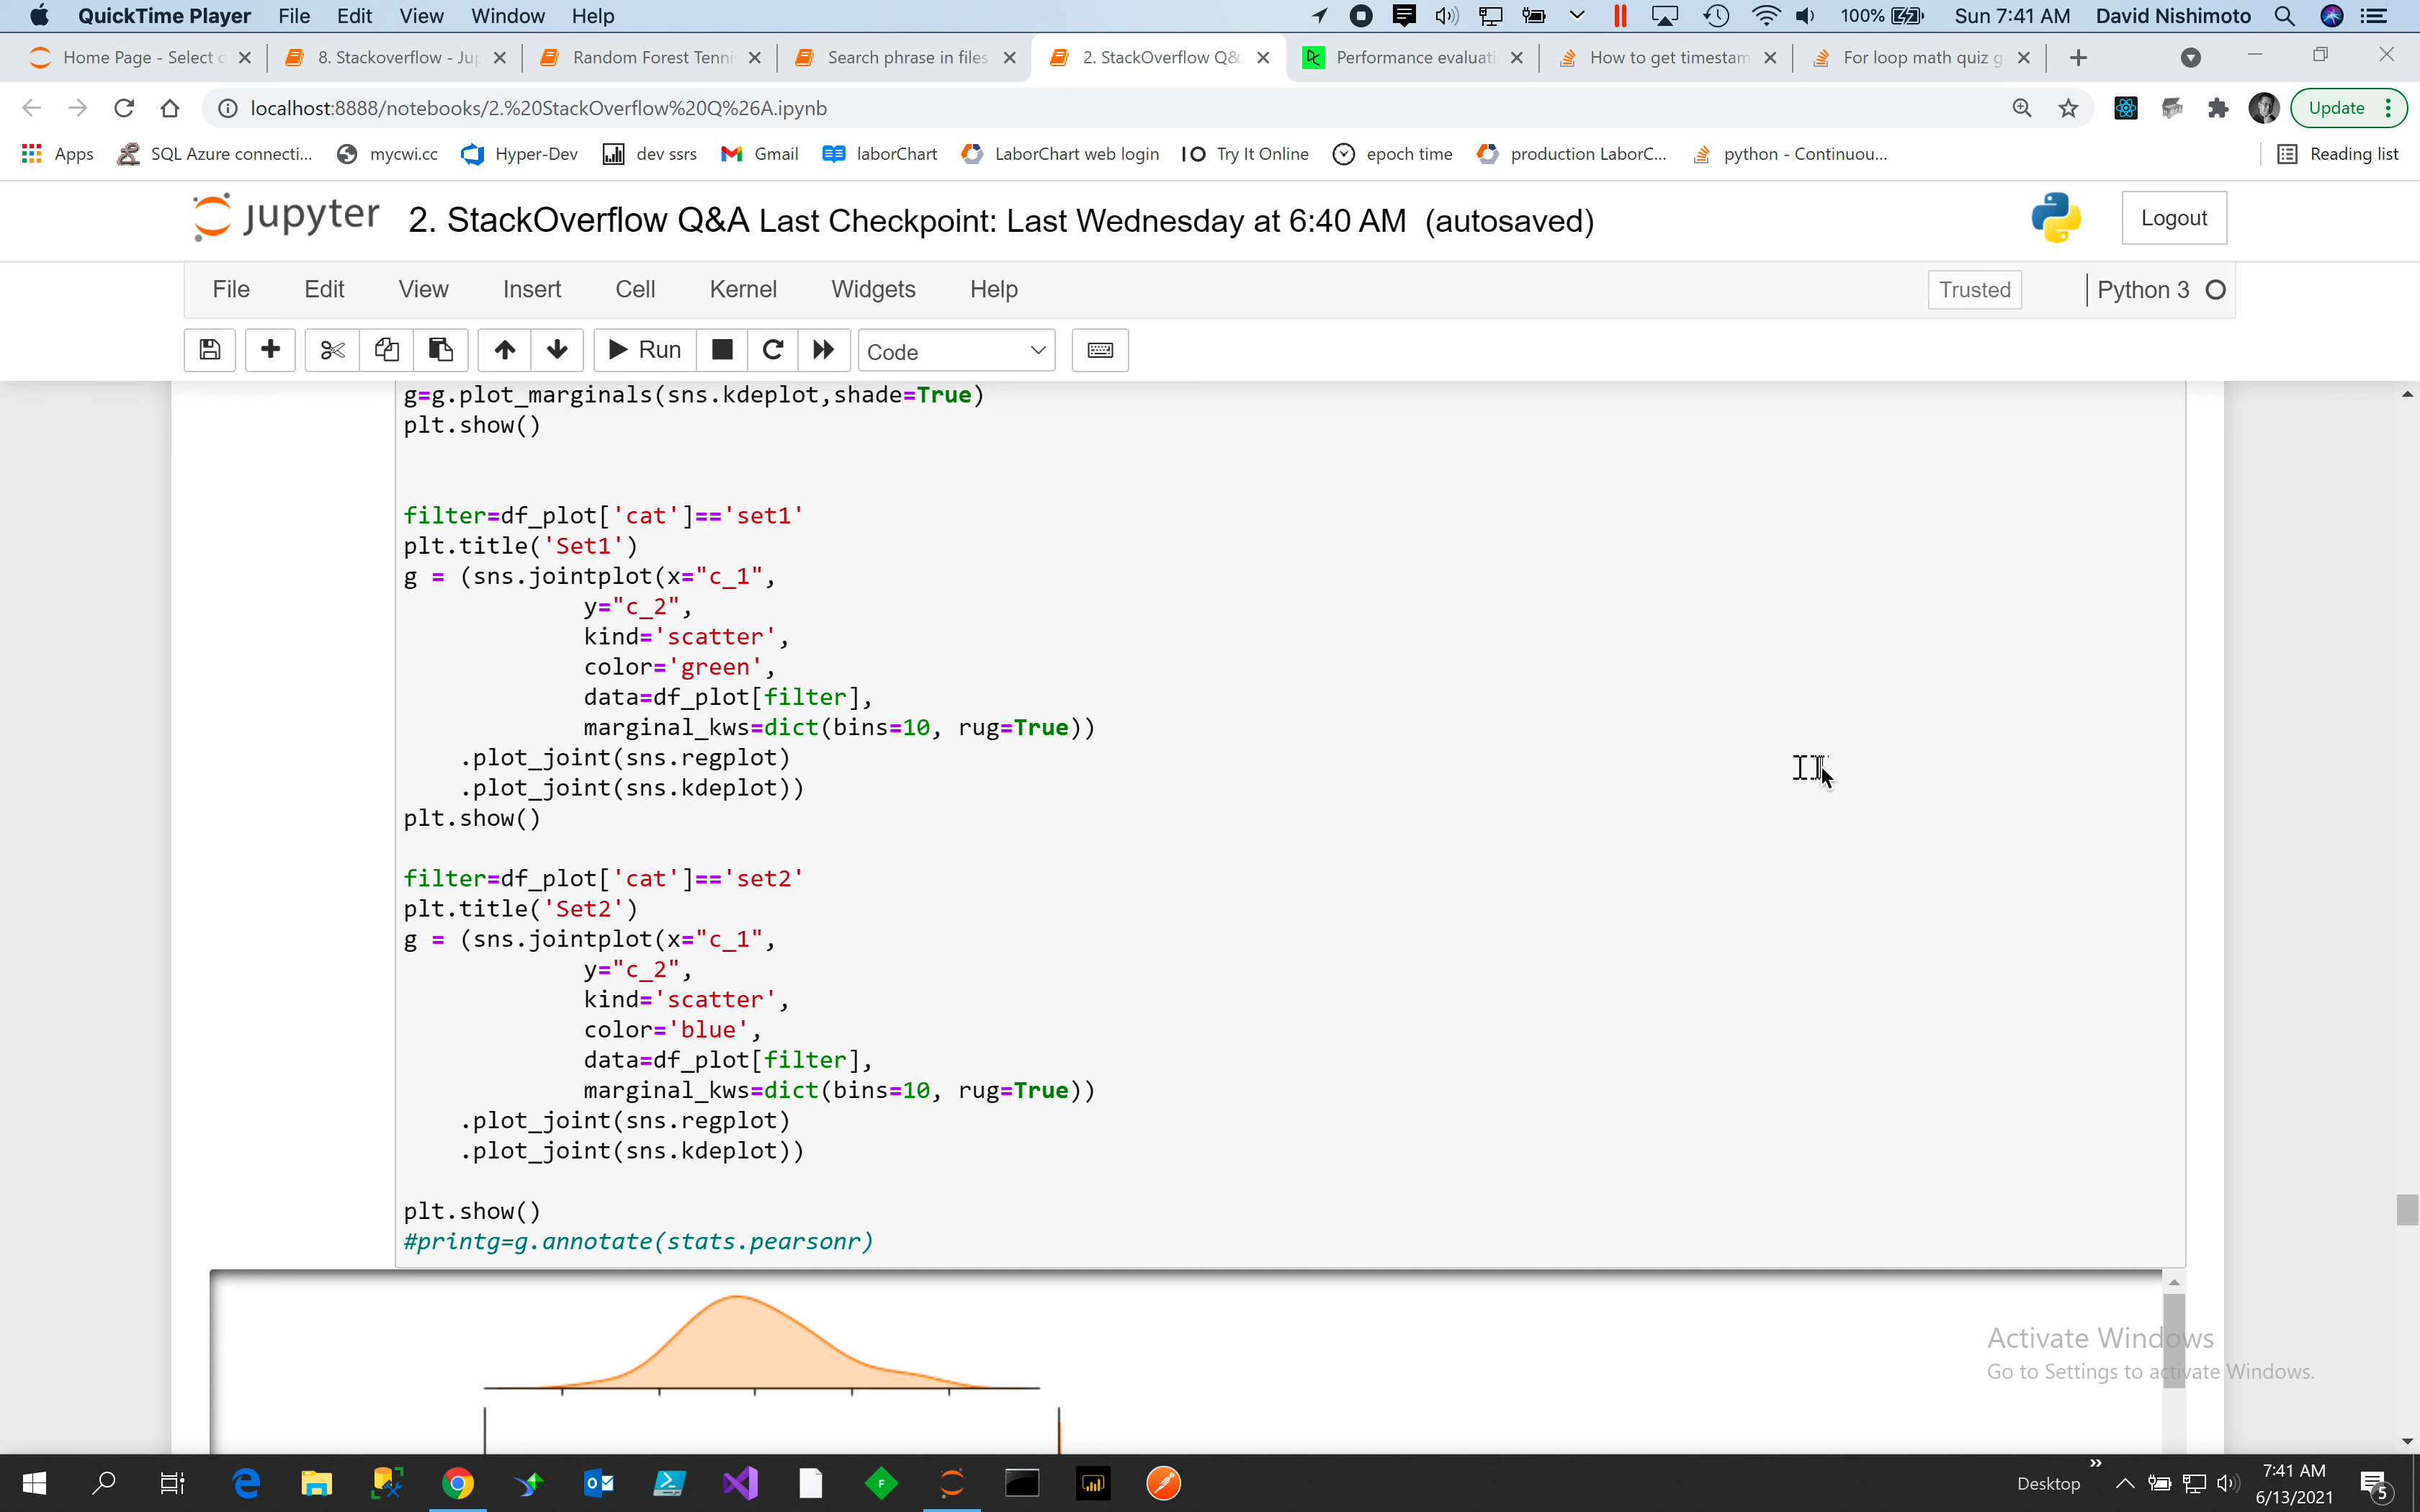 QuickTime Player File Edit View Window Help 100% Sun 7:41 AM David Nishimoto
Home Page - Select 8. Stackoverflow - Jup Random Forest Tenni Search phrase in files 2. StackOverflow Q& Performance evaluati How to get timestam For loop math quiz g
localhost:8888/notebooks/2.%20StackOverflow%20Q%26A.ipynb Update
Apps SQL Azure connecti... mycwi.cc Hyper-Dev dev ssrs Gmail laborChart LaborChart web login Try It Online epoch time production LaborC... python - Continuou... Reading list
jupyter 2. StackOverflow Q&A Last Checkpoint: Last Wednesday at 6:40 AM (autosaved) Logout
File Edit View Insert Cell Kernel Widgets Help Trusted Python 3
Run Code
g=g.plot_marginals(sns.kdeplot,shade=True)
plt.show()
filter=df_plot['cat']=='set1'
plt.title('Set1')
g = (sns.jointplot(x="c_1",
y="c_2",
kind='scatter',
color='green',
data=df_plot[filter],
marginal_kws=dict(bins=10, rug=True))
.plot_joint(sns.regplot)
.plot_joint(sns.kdeplot))
plt.show()
filter=df_plot['cat']=='set2'
plt.title('Set2')
g = (sns.jointplot(x="c_1",
y="c_2",
kind='scatter',
color='blue',
data=df_plot[filter],
marginal_kws=dict(bins=10, rug=True))
.plot_joint(sns.regplot)
.plot_joint(sns.kdeplot))
plt.show()
#printg=g.annotate(stats.pearsonr)
Activate Windows
Go to Settings to activate Windows.
Desktop 7:41 AM
6/13/2021 5